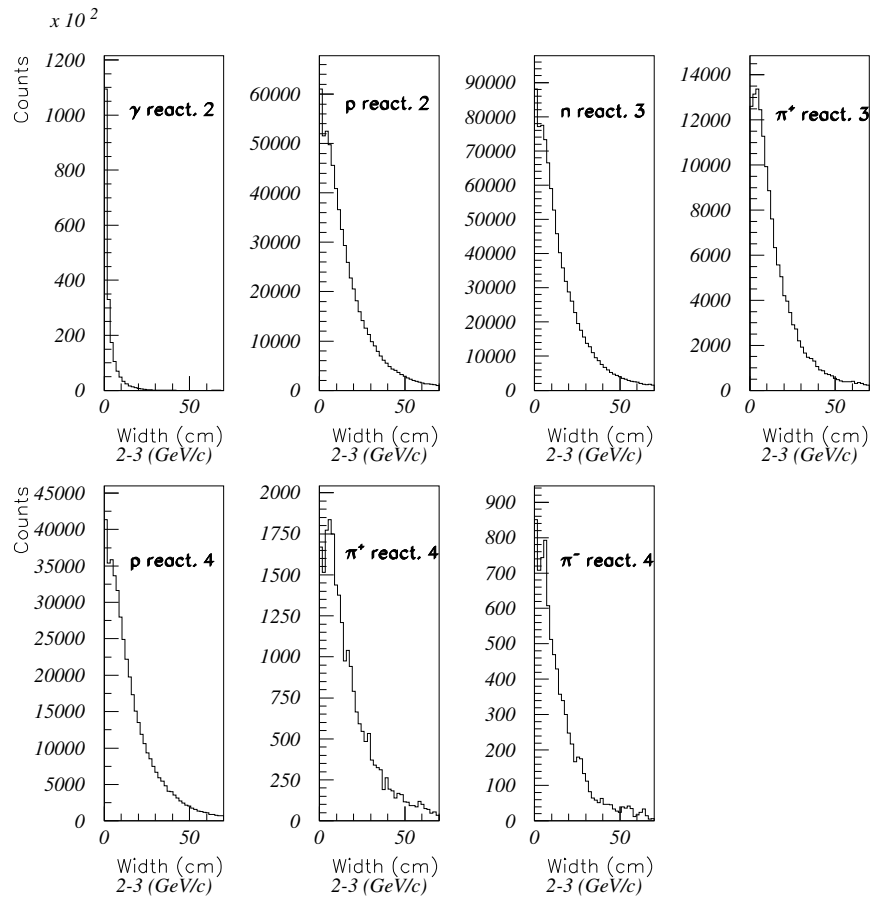 x 10 2
Counts
1200
1000
800
600
400
200
0
γ react. 2
0 50
Width (cm)
2-3 (GeV/c)
60000
50000
40000
30000
20000
10000
0
p react. 2
0 50
Width (cm)
2-3 (GeV/c)
90000
80000
70000
60000
50000
40000
30000
20000
10000
0
n react. 3
0 50
Width (cm)
2-3 (GeV/c)
14000
12000
10000
8000
6000
4000
2000
0
π+ react. 3
0 50
Width (cm)
2-3 (GeV/c)
Counts
45000
40000
35000
30000
25000
20000
15000
10000
5000
0
p react. 4
0 50
Width (cm)
2-3 (GeV/c)
2000
1750
1500
1250
1000
750
500
250
0
π+ react. 4
0 50
Width (cm)
2-3 (GeV/c)
900
800
700
600
500
400
300
200
100
0
π- react. 4
0 50
Width (cm)
2-3 (GeV/c)